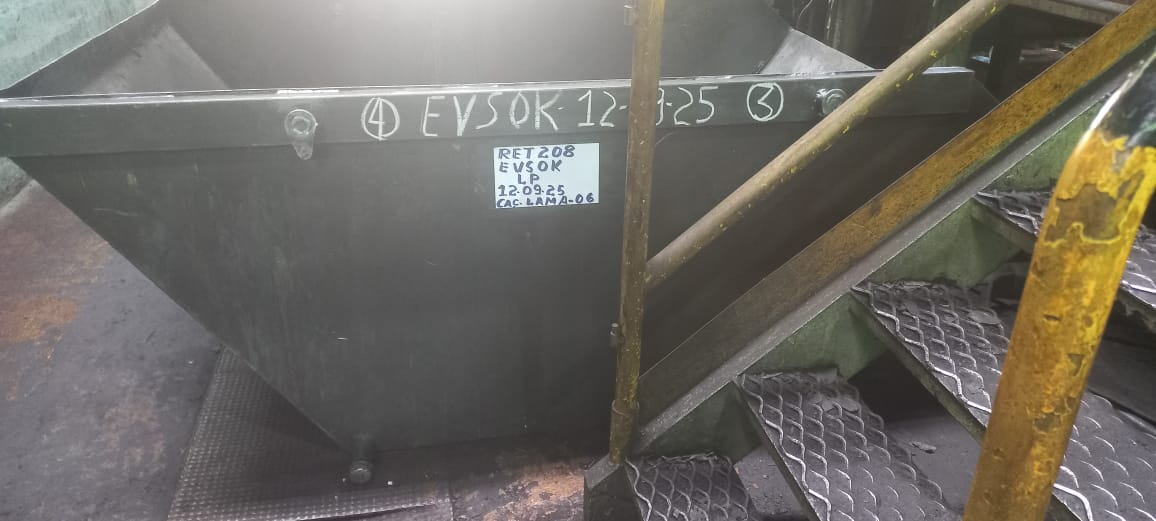 ④ EVSOK-12-9-25 ③
RET208
EVSOK
LP
12.09.25
CAC-LAMA-06